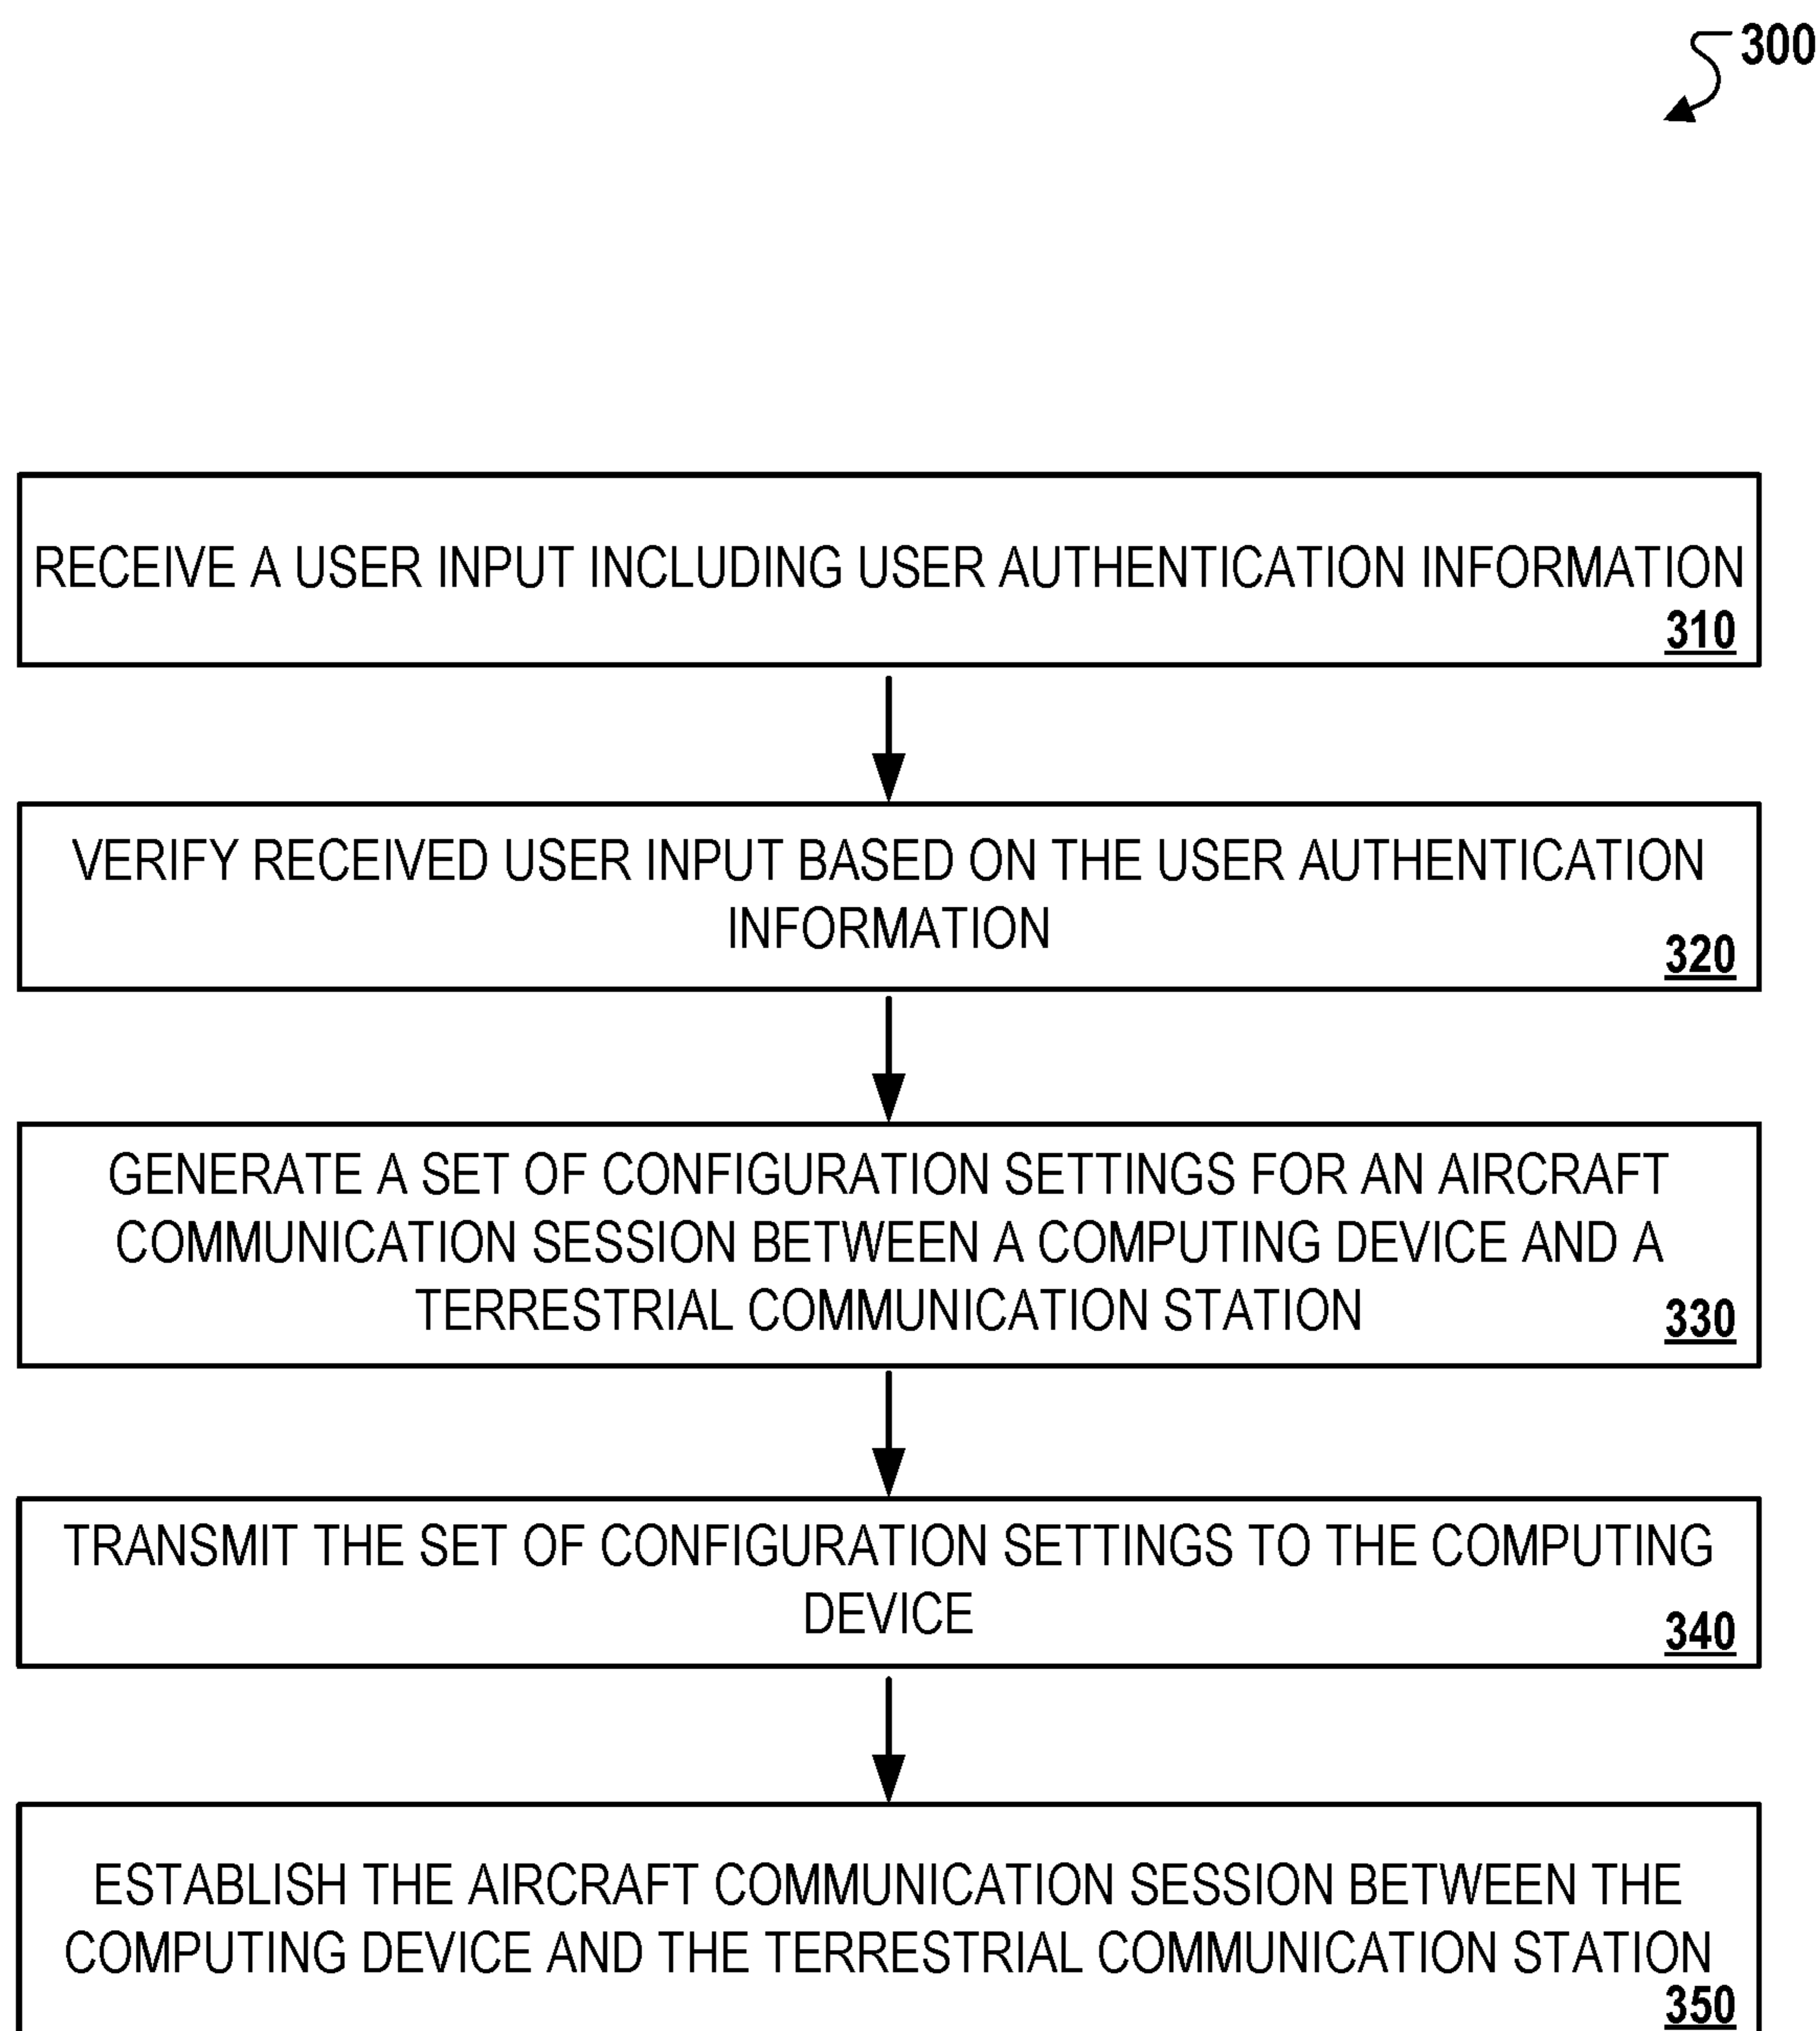 300
RECEIVE A USER INPUT INCLUDING USER AUTHENTICATION INFORMATION
310
VERIFY RECEIVED USER INPUT BASED ON THE USER AUTHENTICATION
INFORMATION
320
GENERATE A SET OF CONFIGURATION SETTINGS FOR AN AIRCRAFT
COMMUNICATION SESSION BETWEEN A COMPUTING DEVICE AND A
TERRESTRIAL COMMUNICATION STATION
330
TRANSMIT THE SET OF CONFIGURATION SETTINGS TO THE COMPUTING
DEVICE
340
ESTABLISH THE AIRCRAFT COMMUNICATION SESSION BETWEEN THE
COMPUTING DEVICE AND THE TERRESTRIAL COMMUNICATION STATION
350